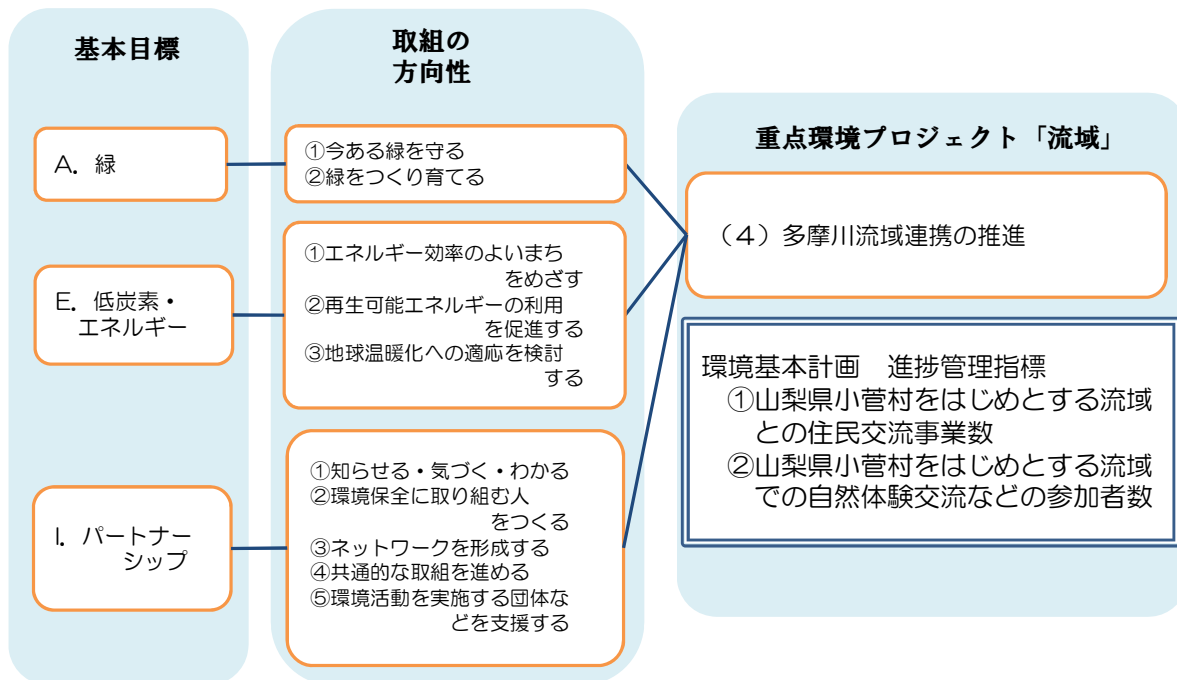 基本目標
A. 緑
E. 低炭素・
エネルギー
I. パートナー
シップ
取組の
方向性
①今ある緑を守る
②緑をつくり育てる
①エネルギー効率のよいまち
をめざす
②再生可能エネルギーの利用
を促進する
③地球温暖化への適応を検討
する
①知らせる・気づく・わかる
②環境保全に取り組む人
をつくる
③ネットワークを形成する
④共通的な取組を進める
⑤環境活動を実施する団体な
どを支援する
重点環境プロジェクト「流域」
（4）多摩川流域連携の推進
環境基本計画　進捗管理指標
①山梨県小菅村をはじめとする流域
との住民交流事業数
②山梨県小菅村をはじめとする流域
での自然体験交流などの参加者数